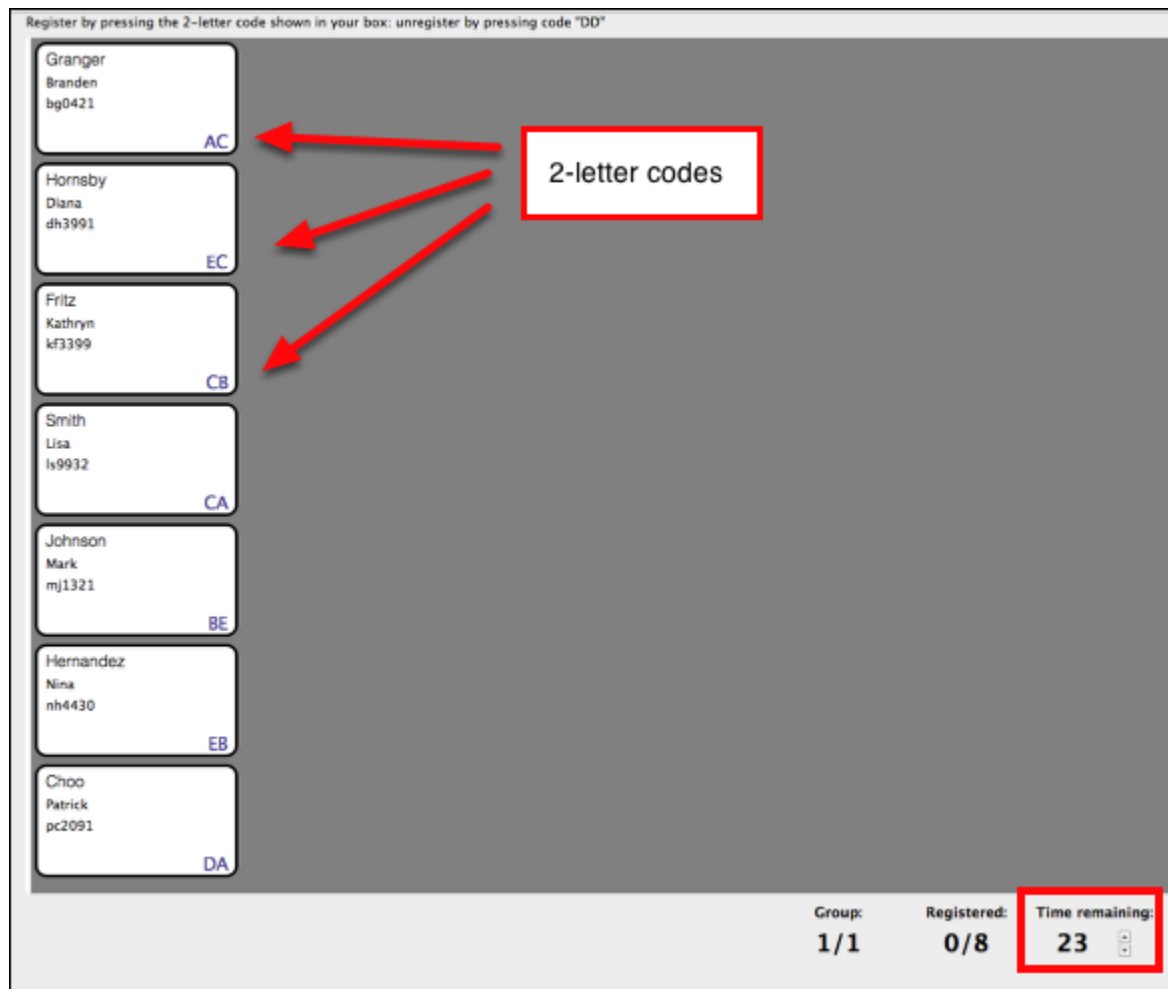 Register by pressing the 2-letter code shown in your box: unregister by pressing code "DD"
Granger
Branden
bg0421
AC
2-letter codes
Hornsby
Diana
dh3991
EC
Fritz
Kathryn
kf3399
CB
Smith
Lisa
ls9932
CA
Johnson
Mark
mj1321
BE
Hernandez
Nina
nh4430
EB
Choo
Patrick
pc2091
DA
Group: Registered: Time remaining:
1/1 0/8 23